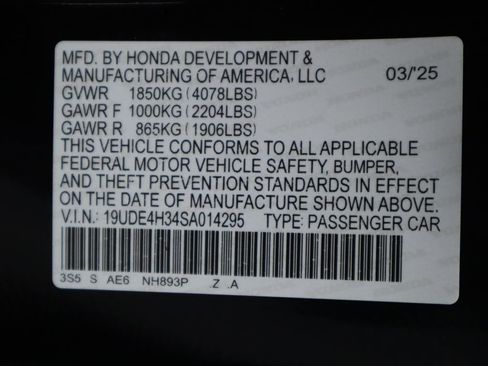 MFD. BY HONDA DEVELOPMENT &
MANUFACTURING OF AMERICA, LLC 03/'25
GVWR 1850KG (4078LBS)
GAWR F 1000KG (2204LBS)
GAWR R 865KG (1906LBS)
THIS VEHICLE CONFORMS TO ALL APPLICABLE
FEDERAL MOTOR VEHICLE SAFETY, BUMPER,
AND THEFT PREVENTION STANDARDS IN EFFECT
ON THE DATE OF MANUFACTURE SHOWN ABOVE.
V.I.N.: 19UDE4H34SA014295 TYPE: PASSENGER CAR
3S5 S AE6 NH893P .Z .A